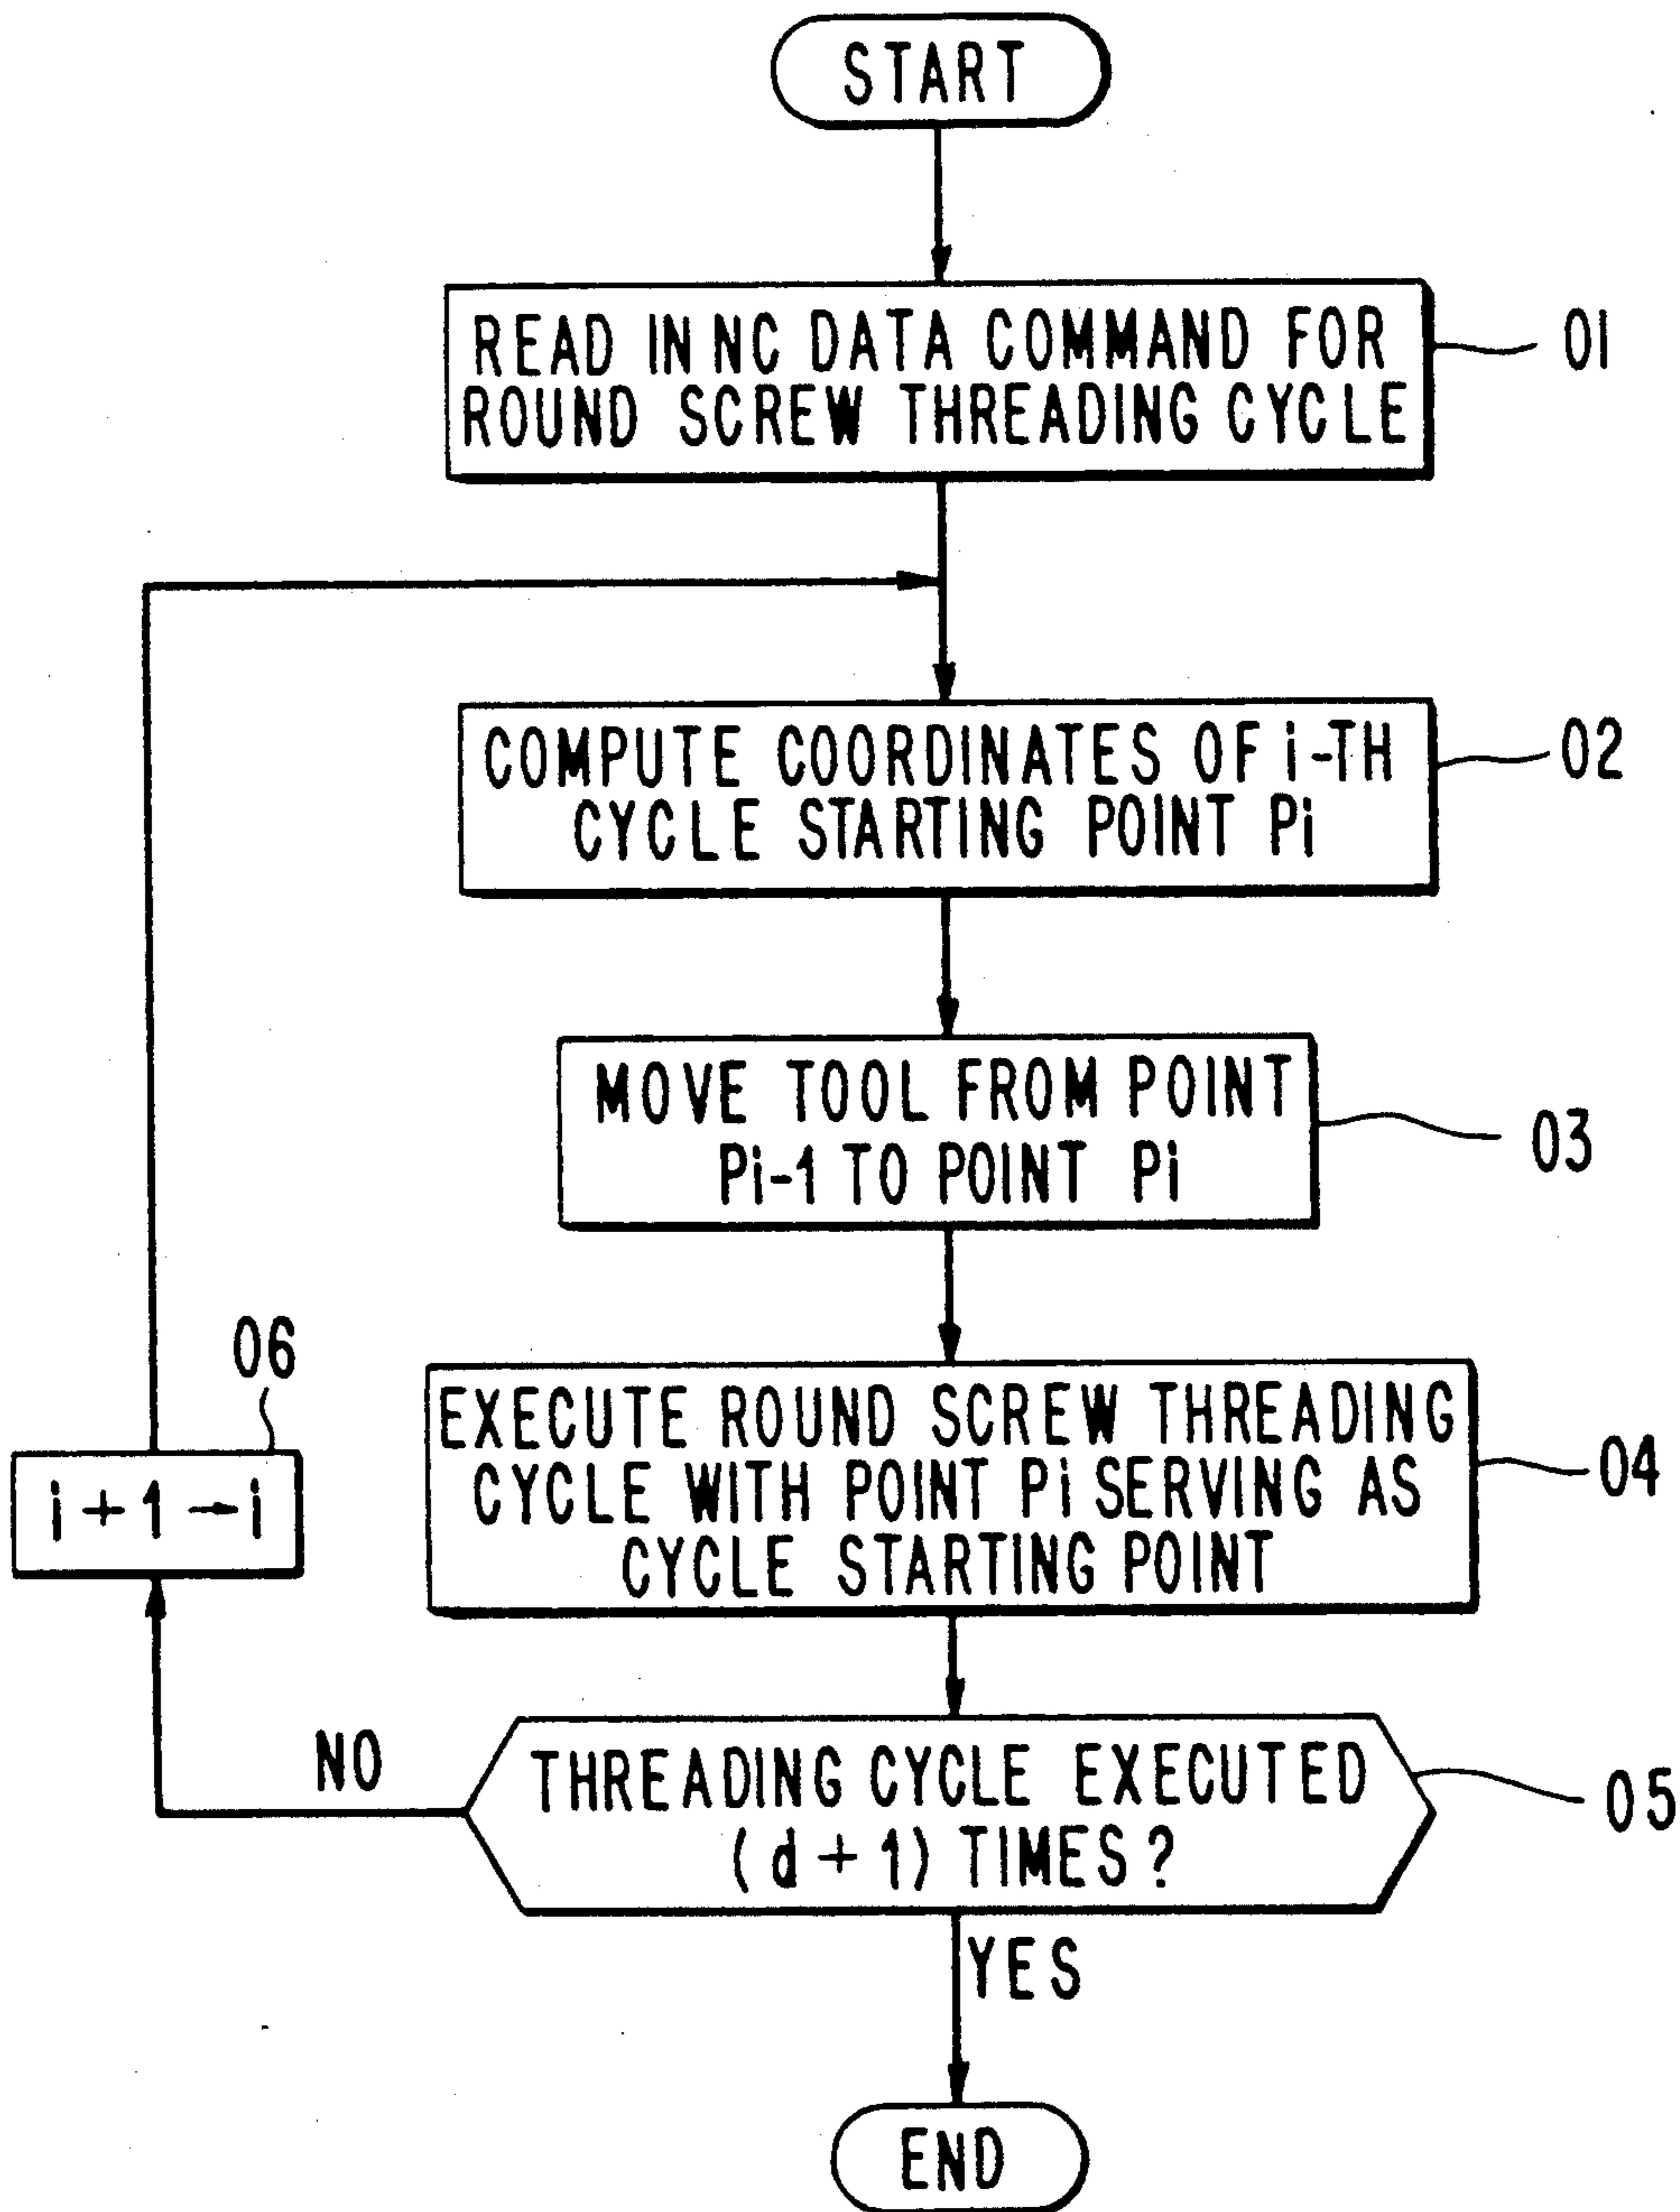 START
READ IN NC DATA COMMAND FOR
ROUND SCREW THREADING CYCLE
01
COMPUTE COORDINATES OF i-TH
CYCLE STARTING POINT Pi
02
MOVE TOOL FROM POINT
Pi-1 TO POINT Pi
03
06
i + 1 → i
EXECUTE ROUND SCREW THREADING
CYCLE WITH POINT Pi SERVING AS
CYCLE STARTING POINT
04
NO
THREADING CYCLE EXECUTED
(d + 1) TIMES?
05
YES
END